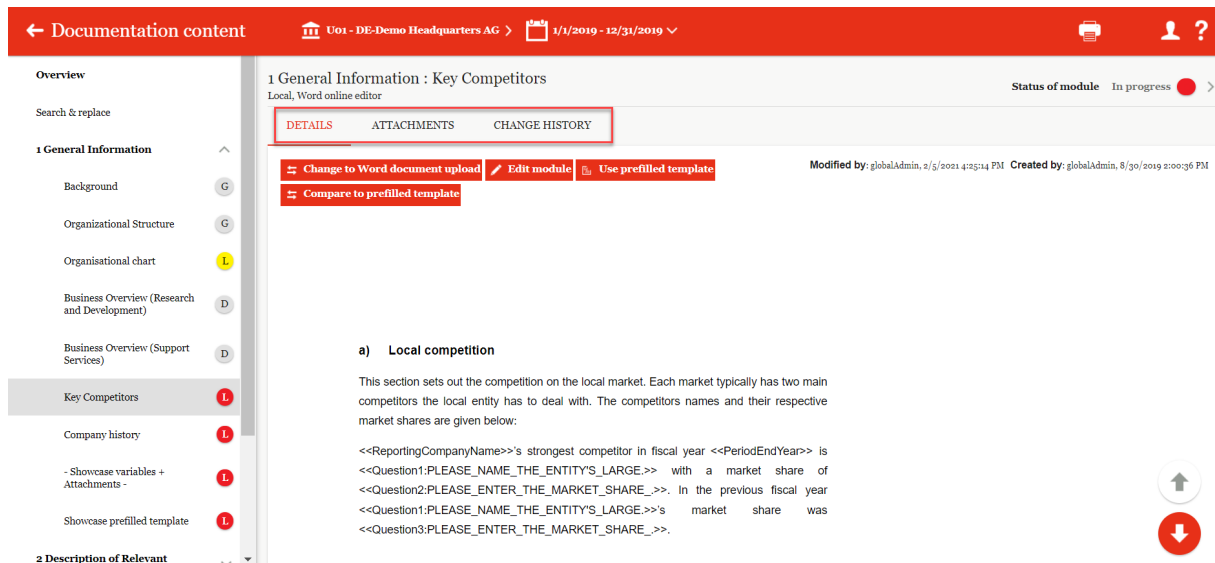 Documentation content
U01 - DE-Demo Headquarters AG
1/1/2019 - 12/31/2019
?
Overview
Search & replace
1 General Information
Background
G
Organizational Structure
G
Organisational chart
L
Business Overview (Research
and Development)
D
Business Overview (Support
Services)
D
Key Competitors
L
Company history
L
- Showcase variables +
Attachments -
L
Showcase prefilled template
L
2 Description of Relevant
1 General Information : Key Competitors
Local, Word online editor
Status of module In progress
DETAILS ATTACHMENTS CHANGE HISTORY
Change to Word document upload Edit module Use prefilled template
Compare to prefilled template
Modified by: globalAdmin, 2/5/2021 4:25:14 PM Created by: globalAdmin, 8/30/2019 2:00:36 PM
a) Local competition
This section sets out the competition on the local market. Each market typically has two main
competitors the local entity has to deal with. The competitors names and their respective
market shares are given below:
<<ReportingCompanyName>>'s strongest competitor in fiscal year <<PeriodEndYear>> is
<<Question1:PLEASE_NAME_THE_ENTITY'S_LARGE.>> with a market share of
<<Question2:PLEASE_ENTER_THE_MARKET_SHARE_.>>. In the previous fiscal year
<<Question1:PLEASE_NAME_THE_ENTITY'S_LARGE.>>'s market share was
<<Question3:PLEASE_ENTER_THE_MARKET_SHARE_.>>.